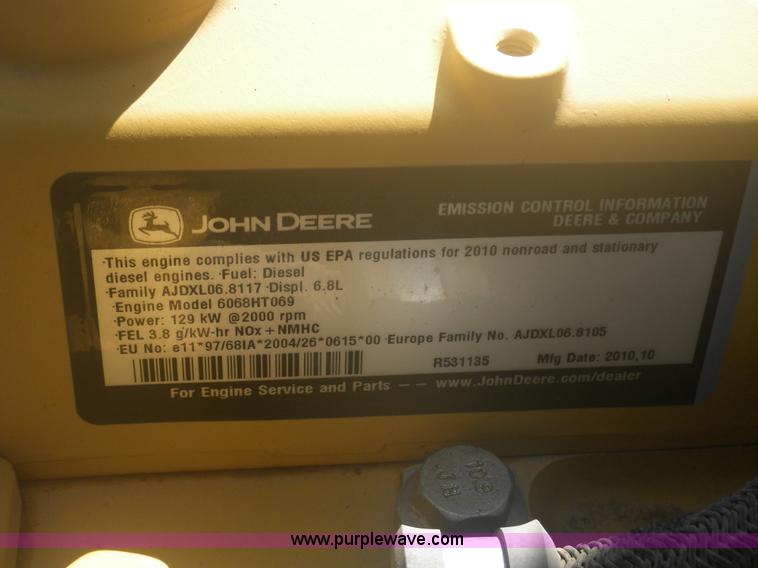 JOHN DEERE
EMISSION CONTROL INFORMATION
DEERE & COMPANY
·This engine complies with US EPA regulations for 2010 nonroad and stationary
diesel engines. ·Fuel: Diesel
·Family AJDXL06.8117 ·Displ. 6.8L
·Engine Model 6068HT069
·Power: 129 kW @2000 rpm
·FEL 3.8 g/kW-hr NOx + NMHC
·EU No: e11*97/68IA*2004/26*0615*00 ·Europe Family No. AJDXL06.8105
R531135 Mfg Date: 2010,10
For Engine Service and Parts -- www.JohnDeere.com/dealer
10.9
www.purplewave.com